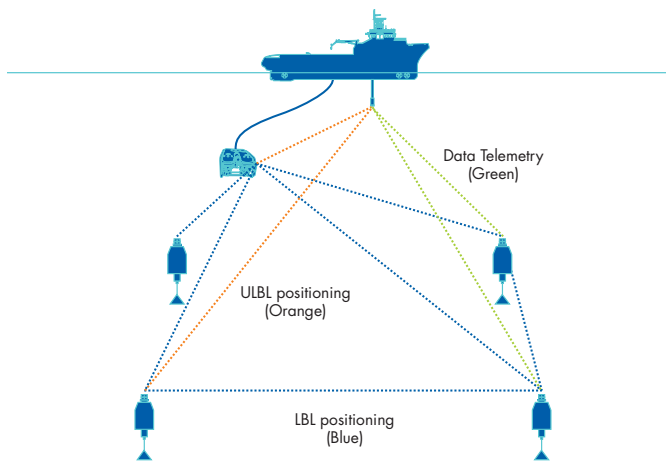 Data Telemetry
(Green)
ULBL positioning
(Orange)
LBL positioning
(Blue)